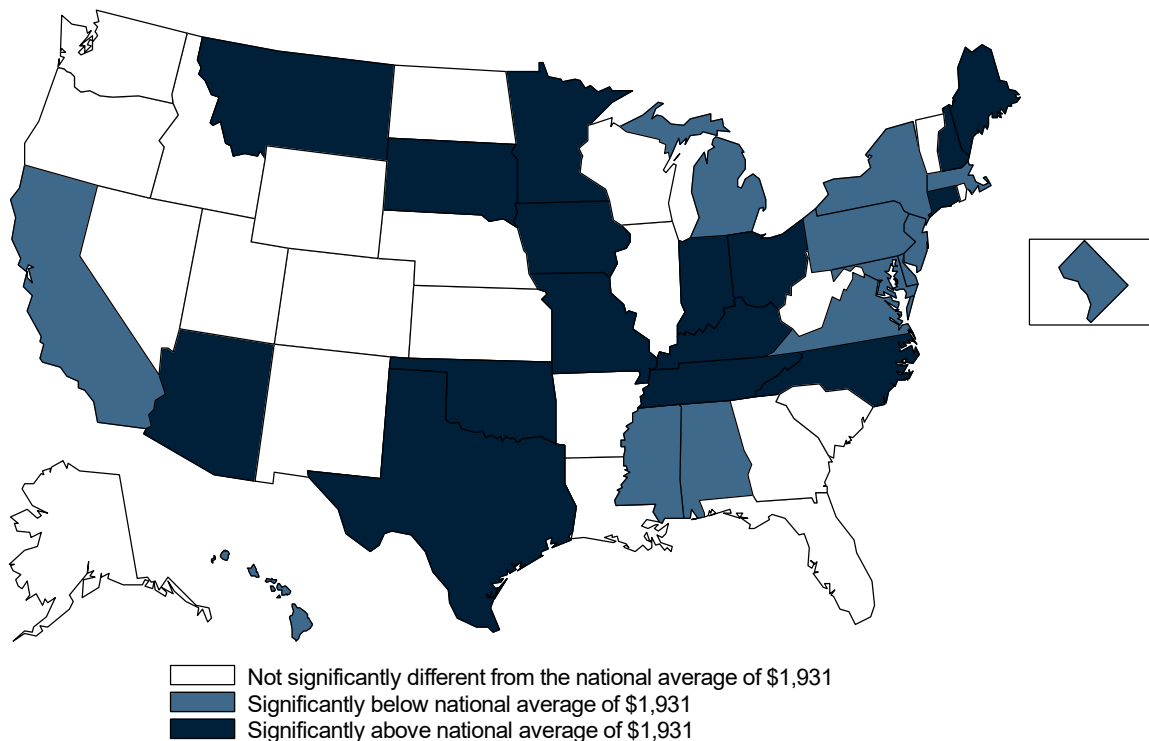 Not significantly different from the national average of $1,931
Significantly below national average of $1,931
Significantly above national average of $1,931